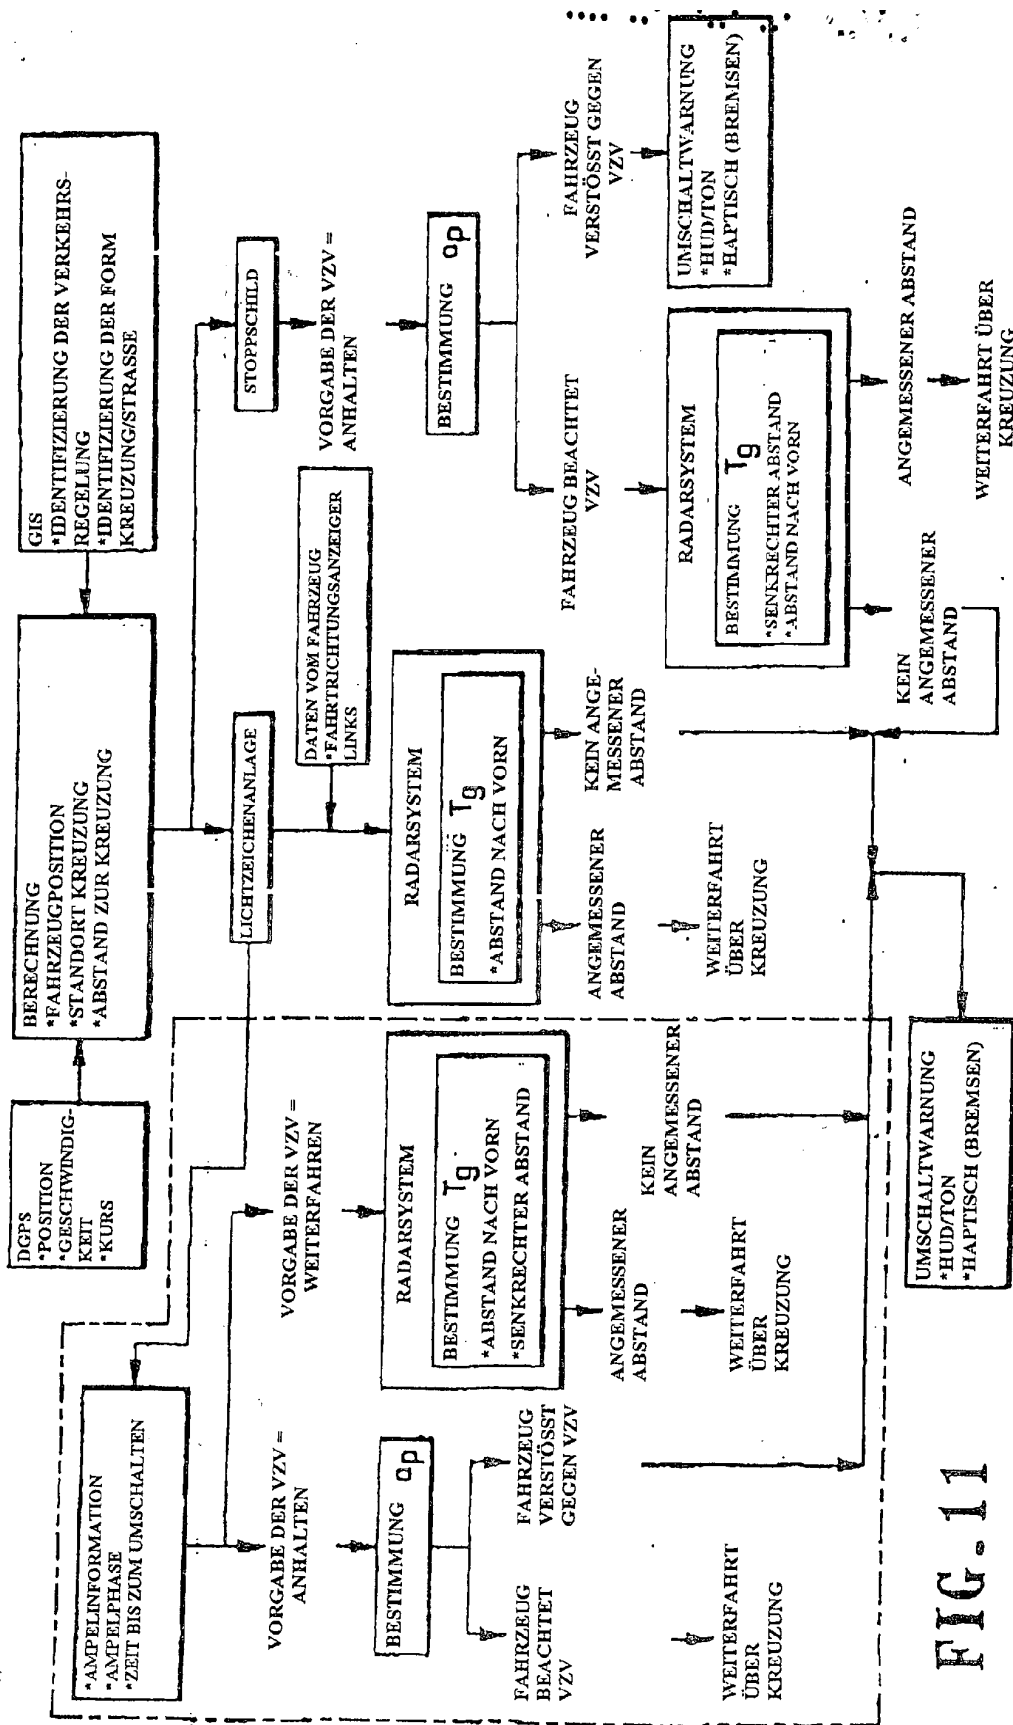 DGPS
*POSITION
*GESCHWINDIG-
KEIT
*KURS
BERECHNUNG
*FAHRZEUGPOSITION
*STANDORT KREUZUNG
*ABSTAND ZUR KREUZUNG
GIS
*IDENTIFIZIERUNG DER VERKEHRS-
REGELUNG
*IDENTIFIZIERUNG DER FORM
KREUZUNG/STRASSE
*AMPELINFORMATION
*AMPELPHASE
*ZEIT BIS ZUM UMSCHALTEN
LICHTZEICHENANLAGE
STOPPSCHILD
VORGABE DER VZV =
ANHALTEN
VORGABE DER VZV =
WEITERFAHREN
DATEN VOM FAHRZEUG
*FAHRTRICHTUNGSANZEIGER
LINKS
VORGABE DER VZV =
ANHALTEN
BESTIMMUNG ap
RADARSYSTEM
BESTIMMUNG Tg
*ABSTAND NACH VORN
*SENKRECHTER ABSTAND
RADARSYSTEM
BESTIMMUNG Tg
*ABSTAND NACH VORN
BESTIMMUNG ap
FAHRZEUG
BEACHTET
VZV
FAHRZEUG
VERSTÖSST
GEGEN VZV
ANGEMESSENER
ABSTAND
KEIN
ANGEMESSENER
ABSTAND
ANGEMESSENER
ABSTAND
KEIN ANGE-
MESSENER
ABSTAND
FAHRZEUG BEACHTET
VZV
FAHRZEUG
VERSTÖSST GEGEN
VZV
WEITERFAHRT
ÜBER
KREUZUNG
WEITERFAHRT
ÜBER
KREUZUNG
WEITERFAHRT
ÜBER
KREUZUNG
RADARSYSTEM
BESTIMMUNG Tg
*SENKRECHTER ABSTAND
*ABSTAND NACH VORN
UMSCHALTWARNUNG
*HUD/TON
*HAPTISCH (BREMSEN)
KEIN
ANGEMESSENER
ABSTAND
ANGEMESSENER ABSTAND
WEITERFAHRT ÜBER
KREUZUNG
UMSCHALTWARNUNG
*HUD/TON
*HAPTISCH (BREMSEN)
FIG.11